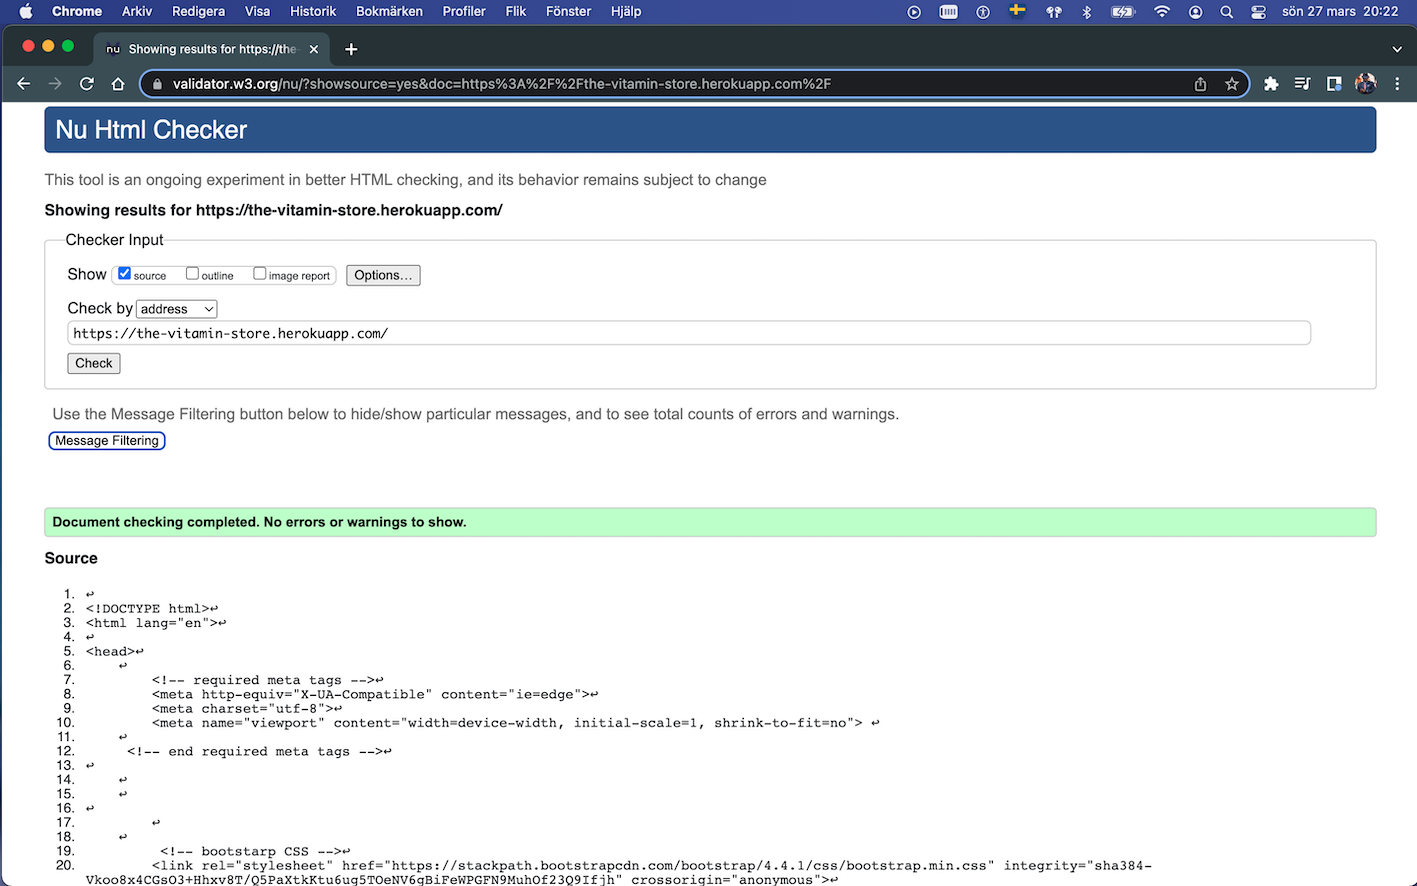 Chrome Arkiv Redigera Visa Historik Bokmärken Profiler Flik Fönster Hjälp sön 27 mars 20:22
nu Showing results for https://the-
validator.w3.org/nu/?showsource=yes&doc=https%3A%2F%2Fthe-vitamin-store.herokuapp.com%2F
Nu Html Checker
This tool is an ongoing experiment in better HTML checking, and its behavior remains subject to change
Showing results for https://the-vitamin-store.herokuapp.com/
Checker Input
Show source outline image report Options...
Check by address
https://the-vitamin-store.herokuapp.com/
Check
Use the Message Filtering button below to hide/show particular messages, and to see total counts of errors and warnings.
Message Filtering
Document checking completed. No errors or warnings to show.
Source
1. ↩
2. <!DOCTYPE html>↩
3. <html lang="en">↩
4. ↩
5. <head>↩
6. ↩
7. <!-- required meta tags -->↩
8. <meta http-equiv="X-UA-Compatible" content="ie=edge">↩
9. <meta charset="utf-8">↩
10. <meta name="viewport" content="width=device-width, initial-scale=1, shrink-to-fit=no"> ↩
11. ↩
12. <!-- end required meta tags -->↩
13. ↩
14. ↩
15. ↩
16. ↩
17. ↩
18. ↩
19. <!-- bootstarp CSS -->↩
20. <link rel="stylesheet" href="https://stackpath.bootstrapcdn.com/bootstrap/4.4.1/css/bootstrap.min.css" integrity="sha384-
Vkoo8x4CGsO3+Hhxv8T/Q5PaXtkKtu6ug5TOeNV6gBiFeWPGFN9MuhOf23Q9Ifjh" crossorigin="anonymous">↩